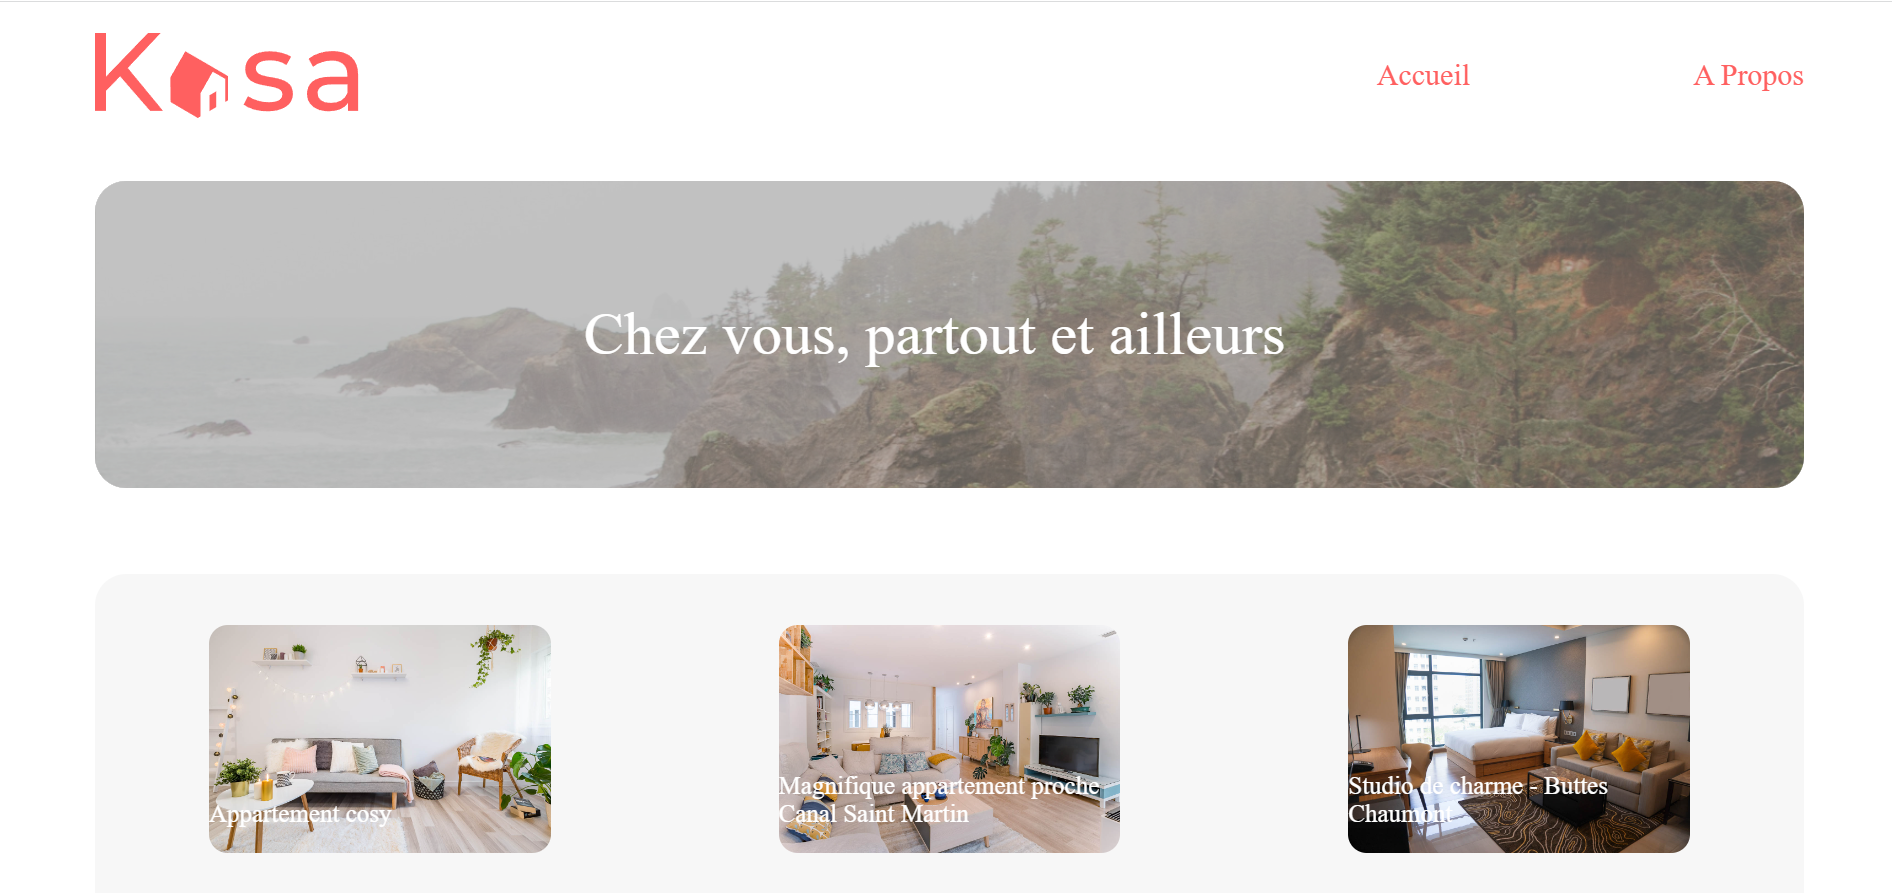 Kasa
Accueil
A Propos
Chez vous, partout et ailleurs
Appartement cosy
Magnifique appartement proche
Canal Saint Martin
Studio de charme - Buttes
Chaumont